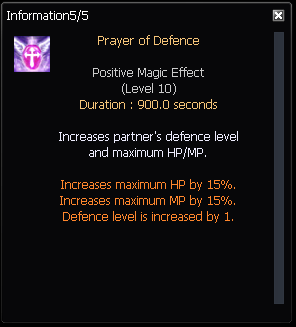 Information5/5
Prayer of Defence
Positive Magic Effect
(Level 10)
Duration : 900.0 seconds
Increases partner's defence level
and maximum HP/MP.
Increases maximum HP by 15%.
Increases maximum MP by 15%.
Defence level is increased by 1.